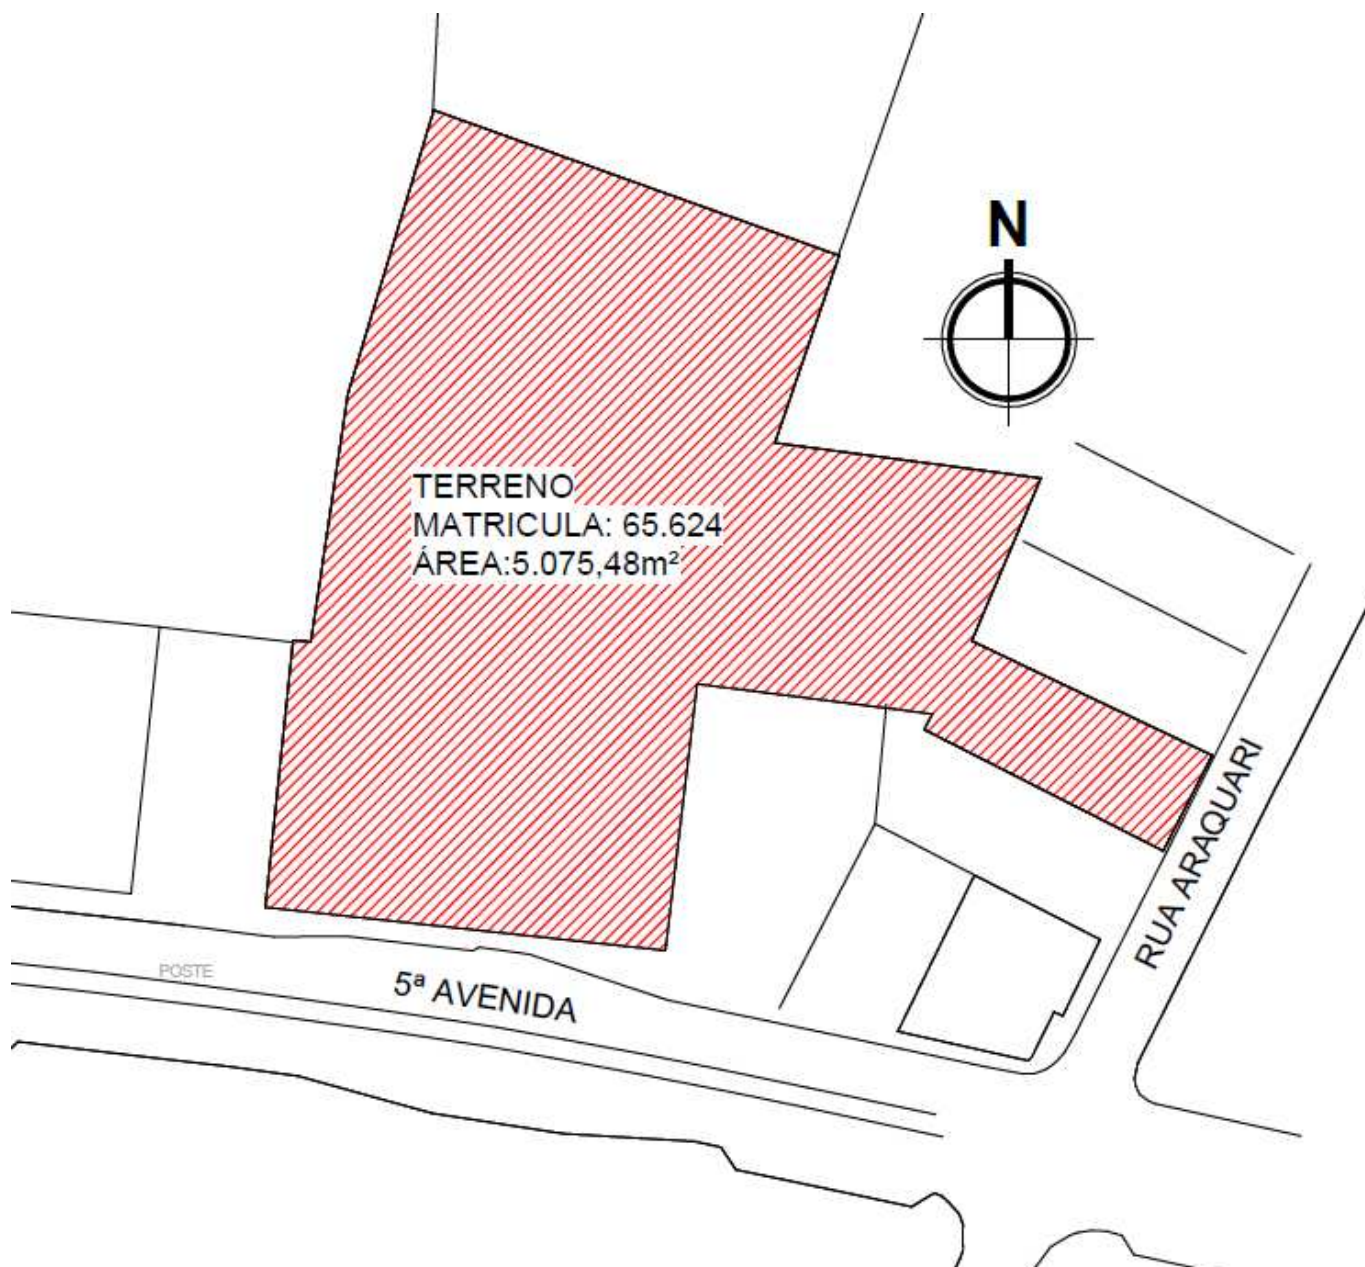 N
TERRENO
MATRICULA: 65.624
ÁREA:5.075,48m²
RUA ARAQUARI
POSTE
5ª AVENIDA